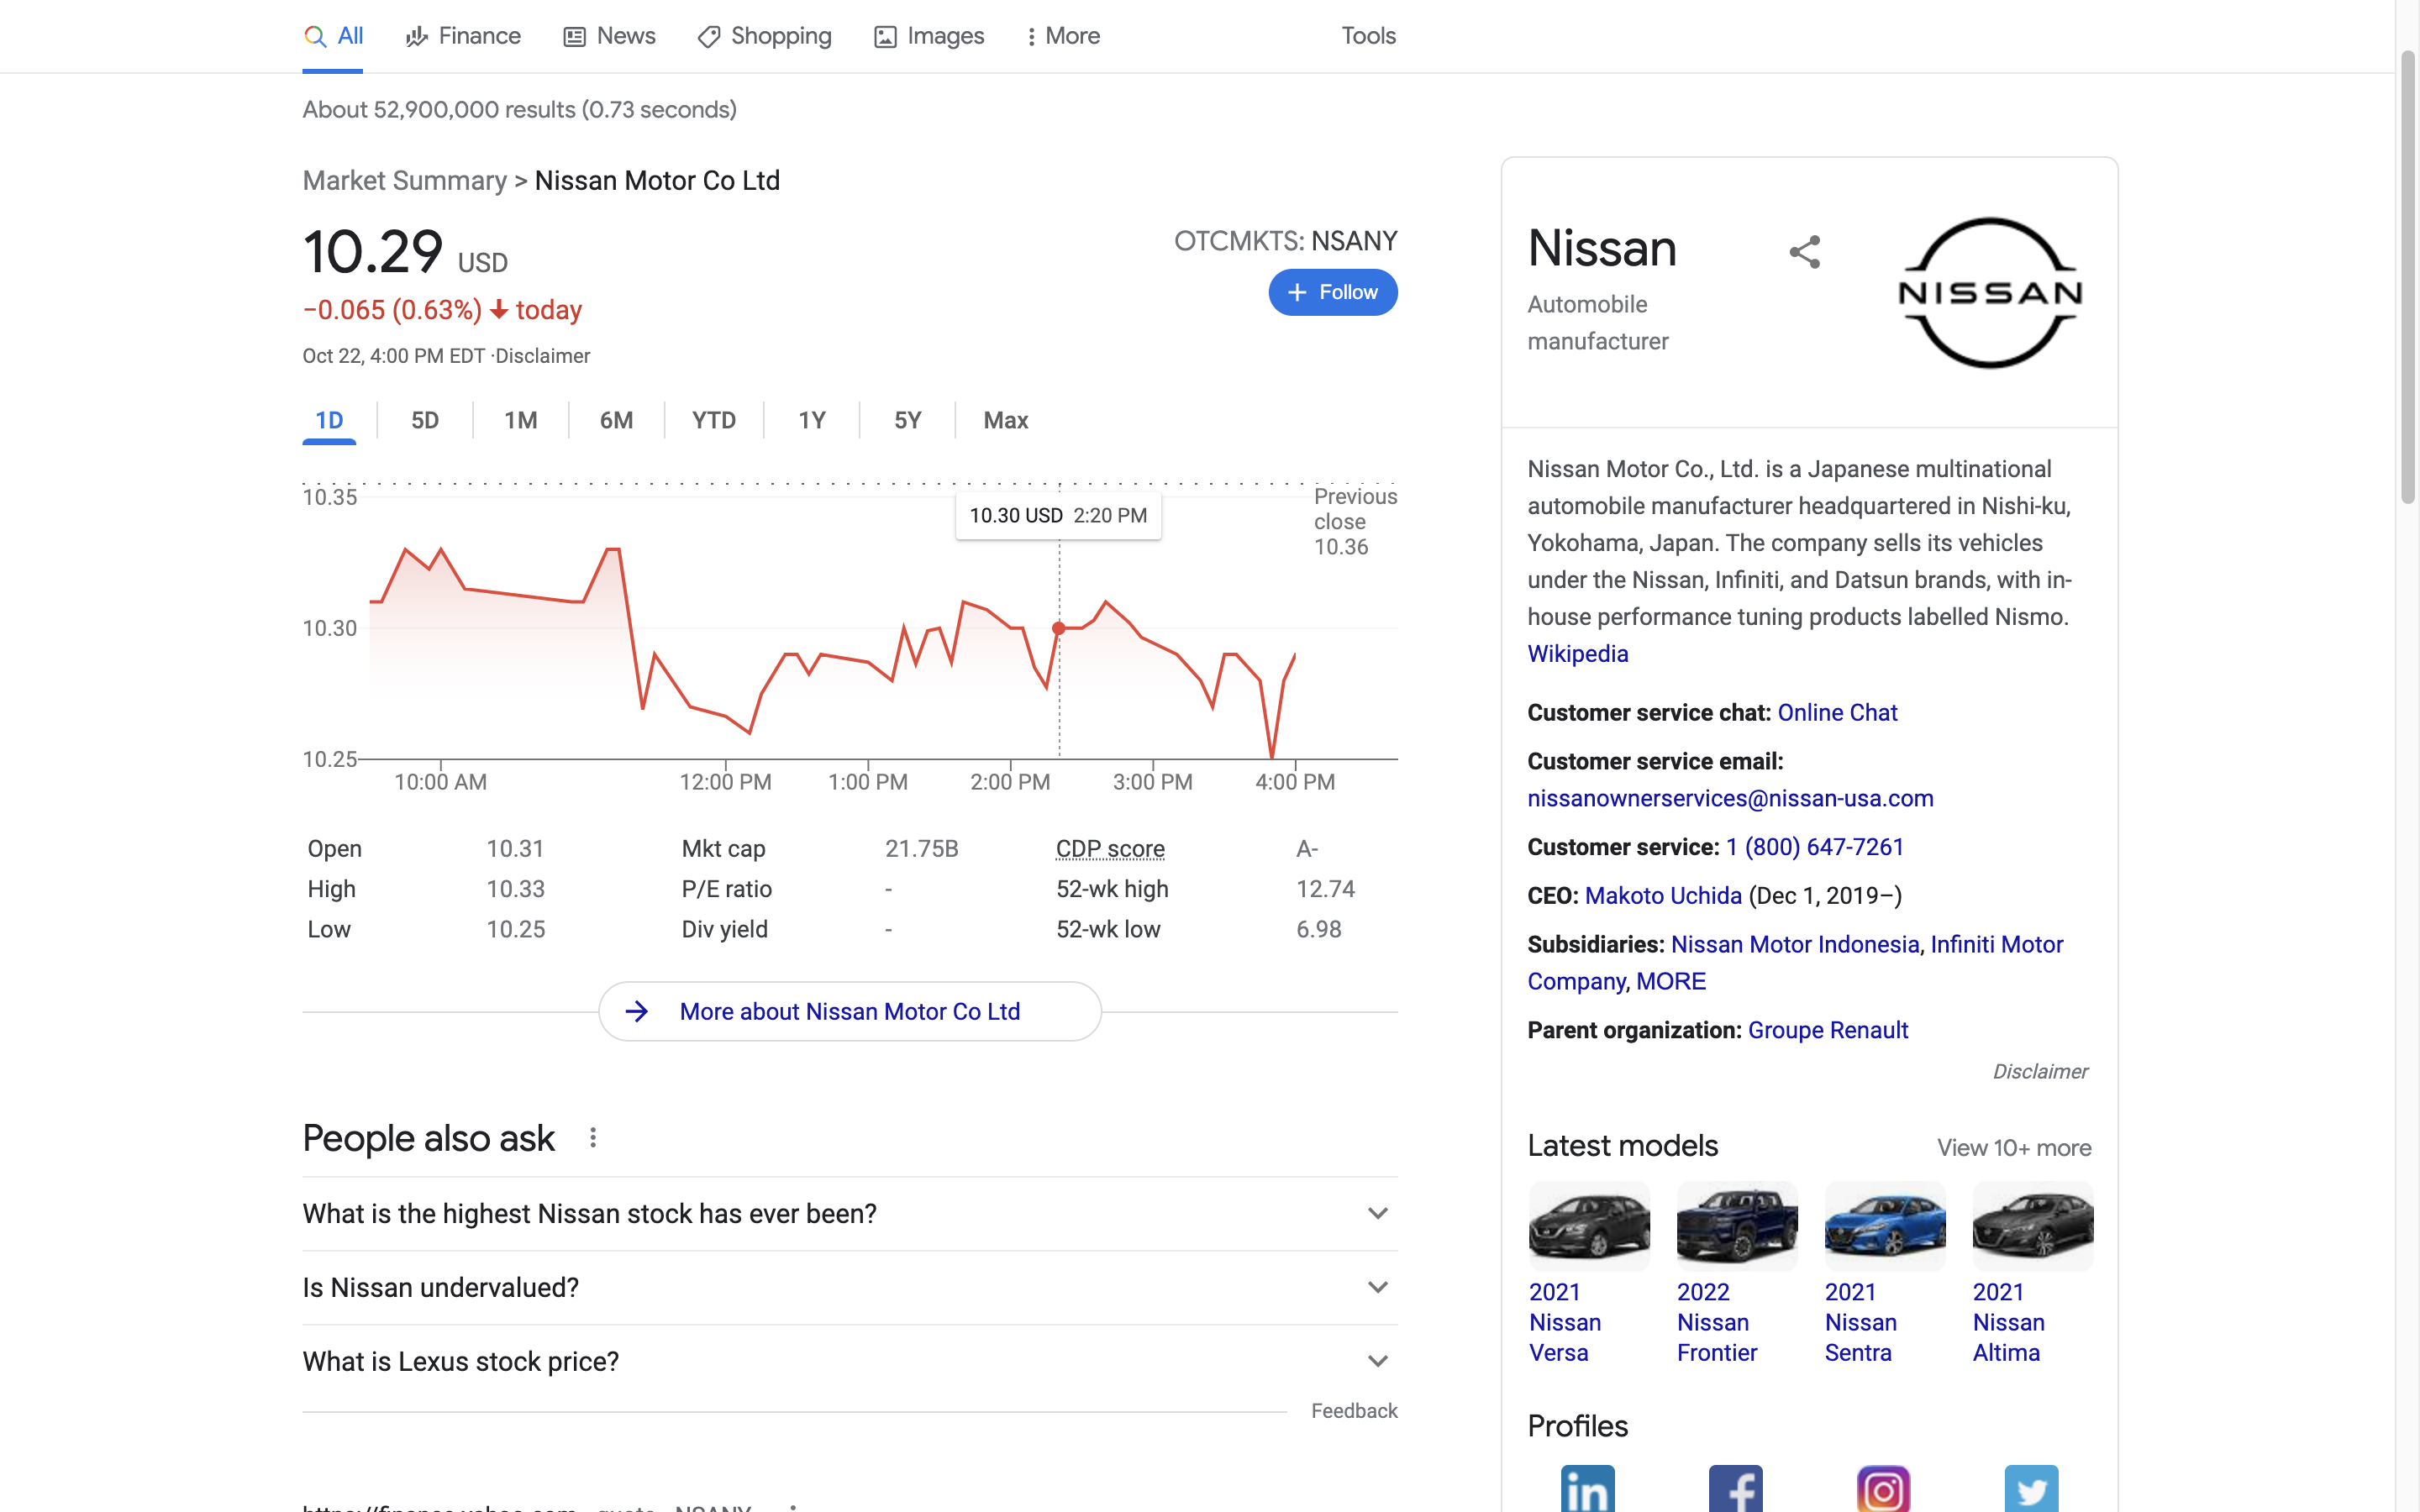 All Finance News Shopping Images More Tools
About 52,900,000 results (0.73 seconds)
Market Summary > Nissan Motor Co Ltd
10.29 USD
−0.065 (0.63%) today
Oct 22, 4:00 PM EDT ·Disclaimer
OTCMKTS: NSANY
+ Follow
1D 5D 1M 6M YTD 1Y 5Y Max
10.35
10.30
10.25
10.30 USD 2:20 PM
Previous
close
10.36
10:00 AM 12:00 PM 1:00 PM 2:00 PM 3:00 PM 4:00 PM
Open 10.31 Mkt cap 21.75B CDP score A-
High 10.33 P/E ratio - 52-wk high 12.74
Low 10.25 Div yield - 52-wk low 6.98
More about Nissan Motor Co Ltd
People also ask
What is the highest Nissan stock has ever been?
Is Nissan undervalued?
What is Lexus stock price?
Feedback
Nissan
Automobile
manufacturer
NISSAN
Nissan Motor Co., Ltd. is a Japanese multinational
automobile manufacturer headquartered in Nishi-ku,
Yokohama, Japan. The company sells its vehicles
under the Nissan, Infiniti, and Datsun brands, with in-
house performance tuning products labelled Nismo.
Wikipedia
Customer service chat: Online Chat
Customer service email:
nissanownerservices@nissan-usa.com
Customer service: 1 (800) 647-7261
CEO: Makoto Uchida (Dec 1, 2019–)
Subsidiaries: Nissan Motor Indonesia, Infiniti Motor
Company, MORE
Parent organization: Groupe Renault
Disclaimer
Latest models View 10+ more
2021 Nissan Versa
2022 Nissan Frontier
2021 Nissan Sentra
2021 Nissan Altima
Profiles
in f